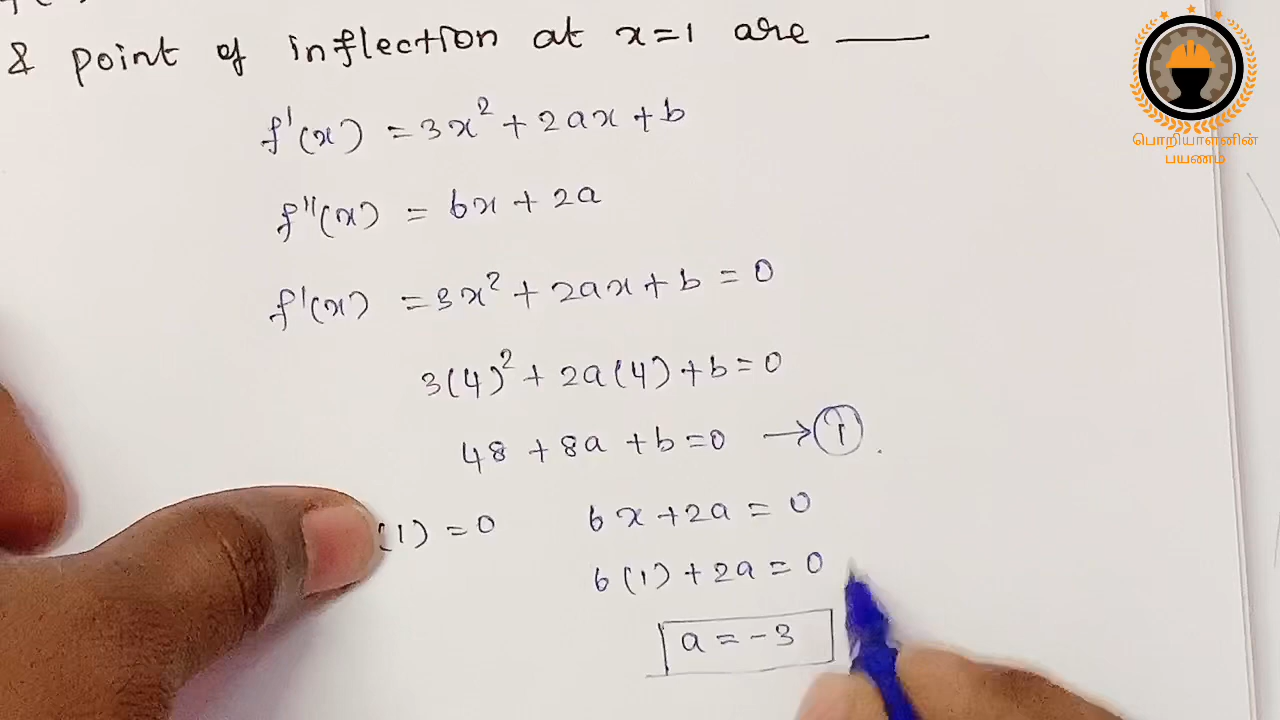 & point of inflection at x=1 are ___
f'(x) = 3x² + 2ax + b
f''(x) = 6x + 2a
f'(x) = 3x² + 2ax + b = 0
3(4)² + 2a(4) + b = 0
48 + 8a + b = 0 → ①
(1) = 0 6x + 2a = 0
6(1) + 2a = 0
a = -3
பொறியாளனின்
பயணம்